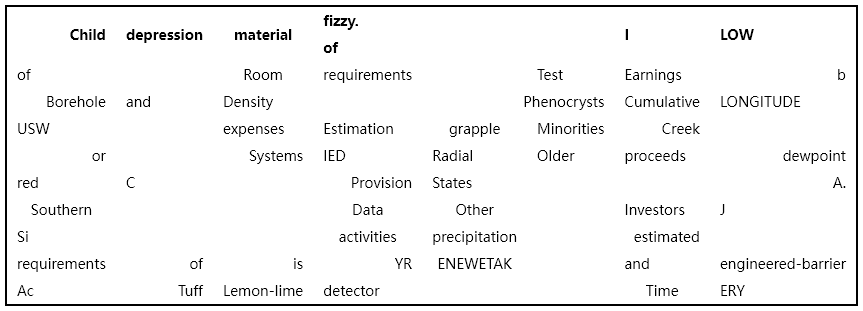 Child depression material fizzy. of I LOW
of Room requirements Test Earnings b
Borehole and Density Phenocrysts Cumulative LONGITUDE
USW expenses Estimation grapple Minorities Creek
or Systems IED Radial Older proceeds dewpoint
red C Provision States A.
Southern Data Other Investors J
Si activities precipitation estimated
requirements of is YR ENEWETAK and engineered-barrier
Ac Tuff Lemon-lime detector Time ERY